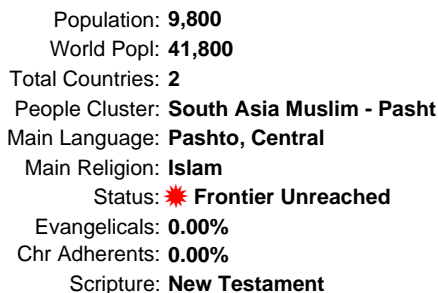 Population: 9,800
World Popl: 41,800
Total Countries: 2
People Cluster: South Asia Muslim - Pasht
Main Language: Pashto, Central
Main Religion: Islam
Status: Frontier Unreached
Evangelicals: 0.00%
Chr Adherents: 0.00%
Scripture: New Testament